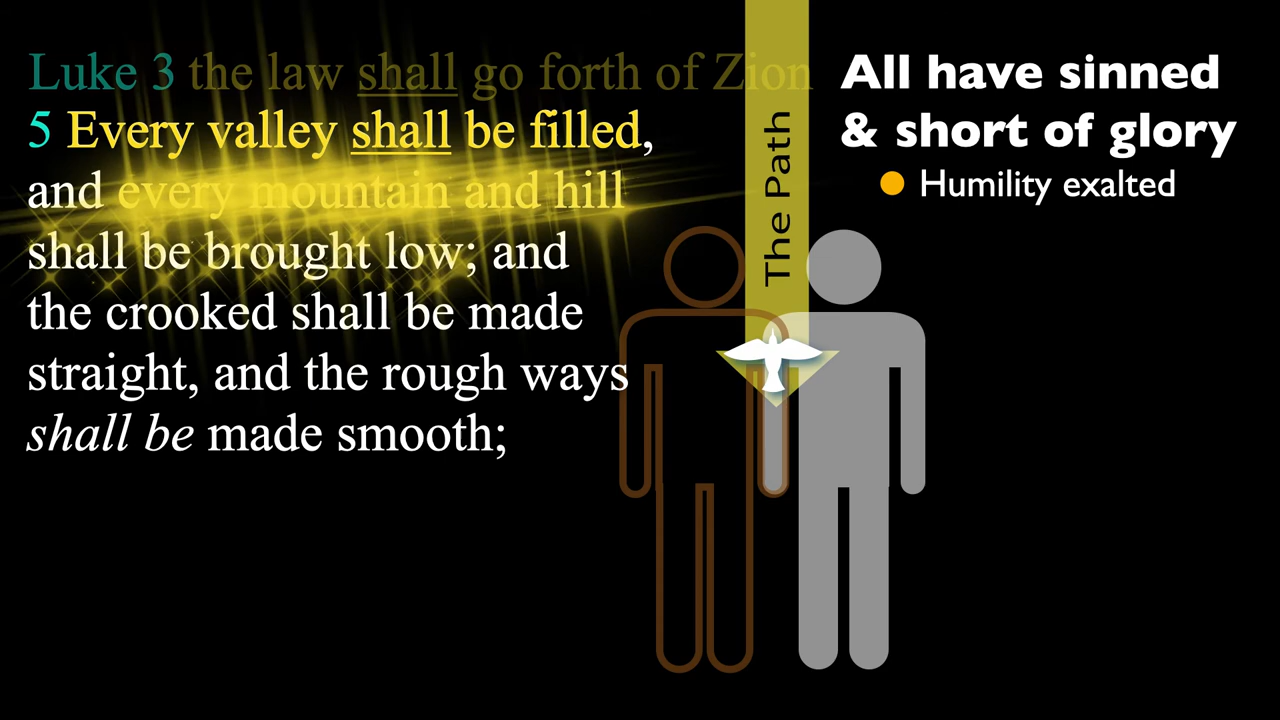 Luke 3 the law shall go forth of Zion
5 Every valley shall be filled,
and every mountain and hill
shall be brought low; and
the crooked shall be made
straight, and the rough ways
shall be made smooth;
The Path
All have sinned
& short of glory
Humility exalted